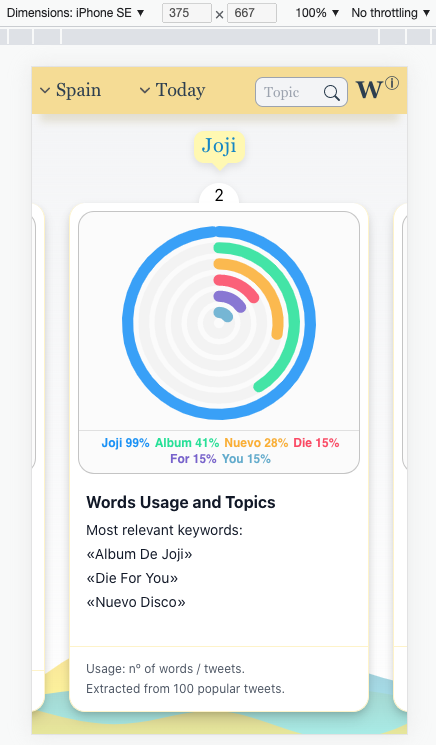 Dimensions: iPhone SE ▼ 375 × 667 100% ▼ No throttling ▼
Spain Today Topic W ⓘ
Joji
2
Joji 99% Album 41% Nuevo 28% Die 15%
For 15% You 15%
Words Usage and Topics
Most relevant keywords:
«Album De Joji»
«Die For You»
«Nuevo Disco»
Usage: nº of words / tweets.
Extracted from 100 popular tweets.